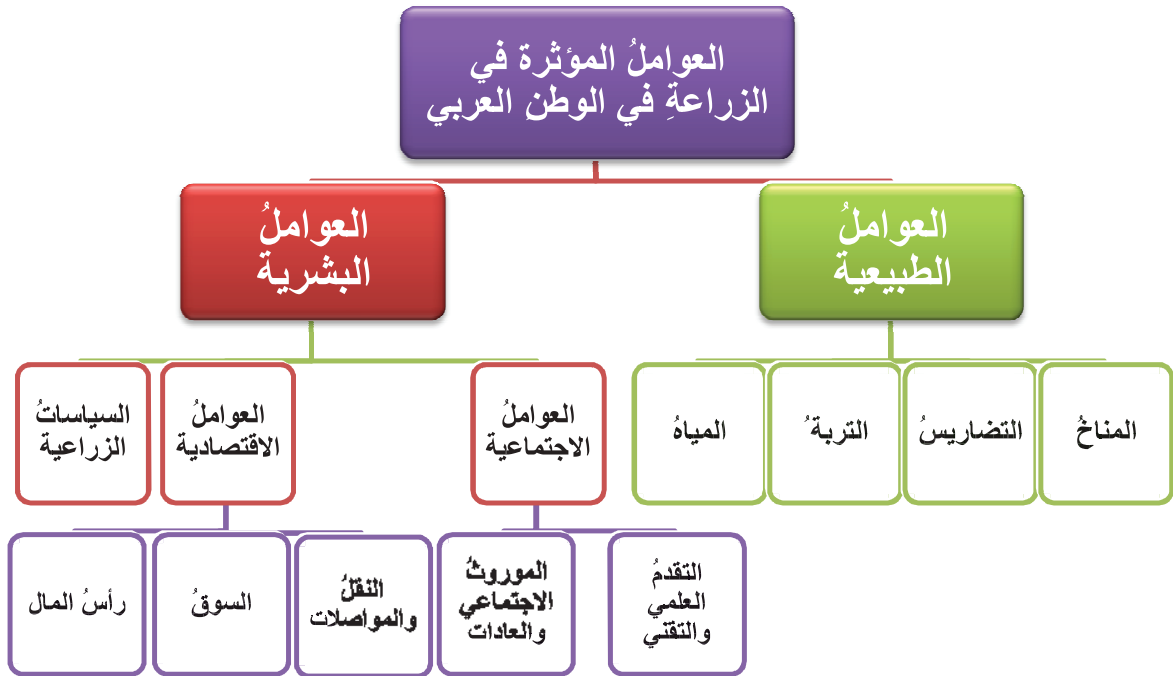 العواملُ المؤثرة في
الزراعةِ في الوطنِ العربي
العواملُ
الطبيعية
العواملُ
البشرية
المناخُ
التضاريسُ
التربةُ
المياهُ
العواملُ
الاجتماعية
العواملُ
الاقتصادية
السياساتُ
الزراعية
التقدمُ
العلمي
والتقني
الموروثُ
الاجتماعي
والعادات
النقلُ
والمواصلات
السوقُ
رأسُ المال